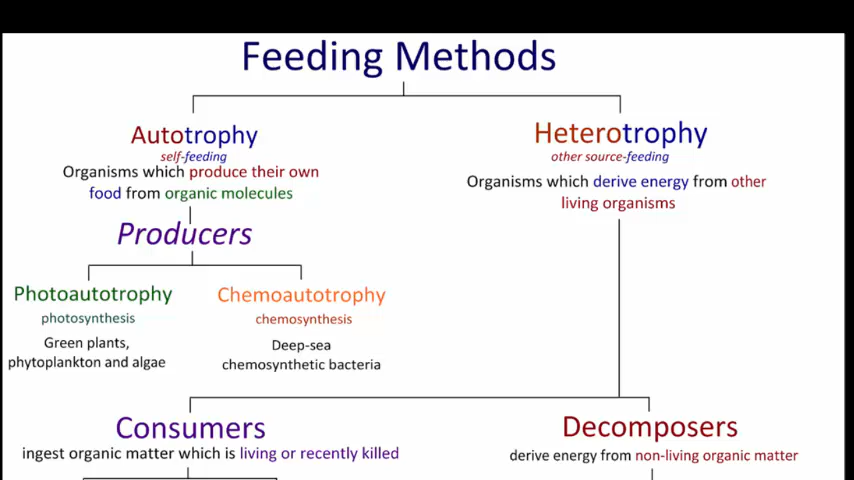 Feeding Methods
Autotrophy
self-feeding
Organisms which produce their own
food from organic molecules
Producers
Photoautotrophy
photosynthesis
Green plants,
phytoplankton and algae
Chemoautotrophy
chemosynthesis
Deep-sea
chemosynthetic bacteria
Heterotrophy
other source-feeding
Organisms which derive energy from other
living organisms
Consumers
ingest organic matter which is living or recently killed
Decomposers
derive energy from non-living organic matter